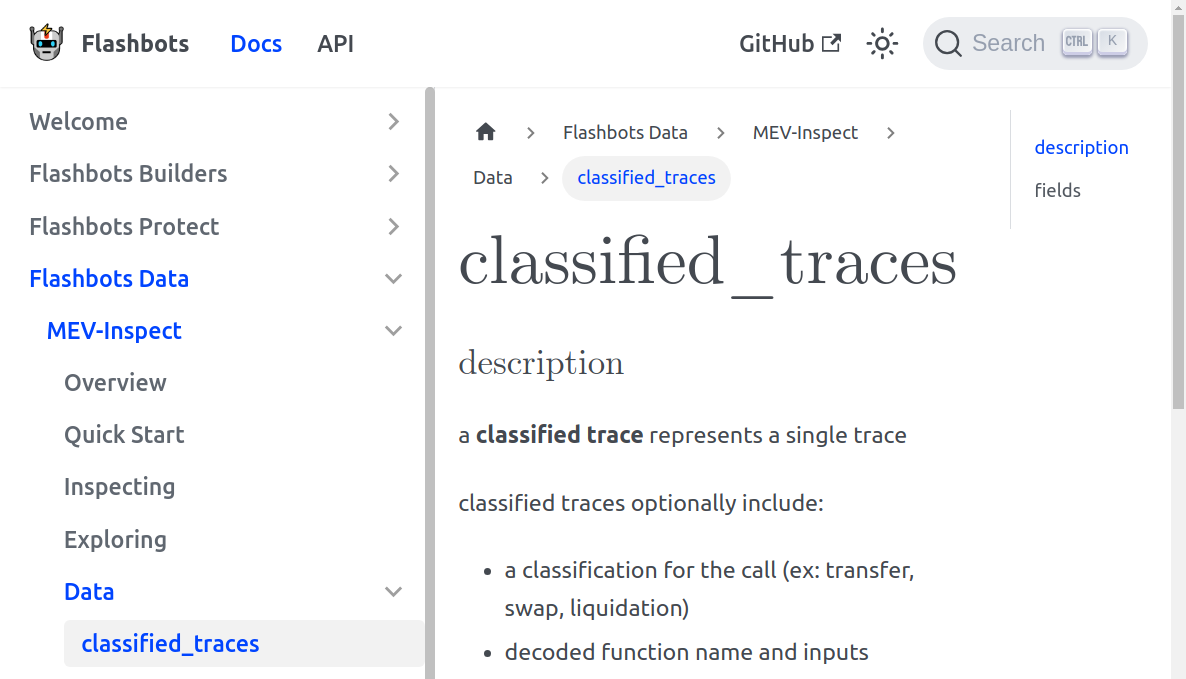 Flashbots Docs API GitHub Search CTRL K
Welcome
Flashbots Builders
Flashbots Protect
Flashbots Data
MEV-Inspect
Overview
Quick Start
Inspecting
Exploring
Data
classified_traces
Flashbots Data MEV-Inspect
Data classified_traces
classified_traces
description
a classified trace represents a single trace
classified traces optionally include:
• a classification for the call (ex: transfer,
swap, liquidation)
• decoded function name and inputs
description
fields